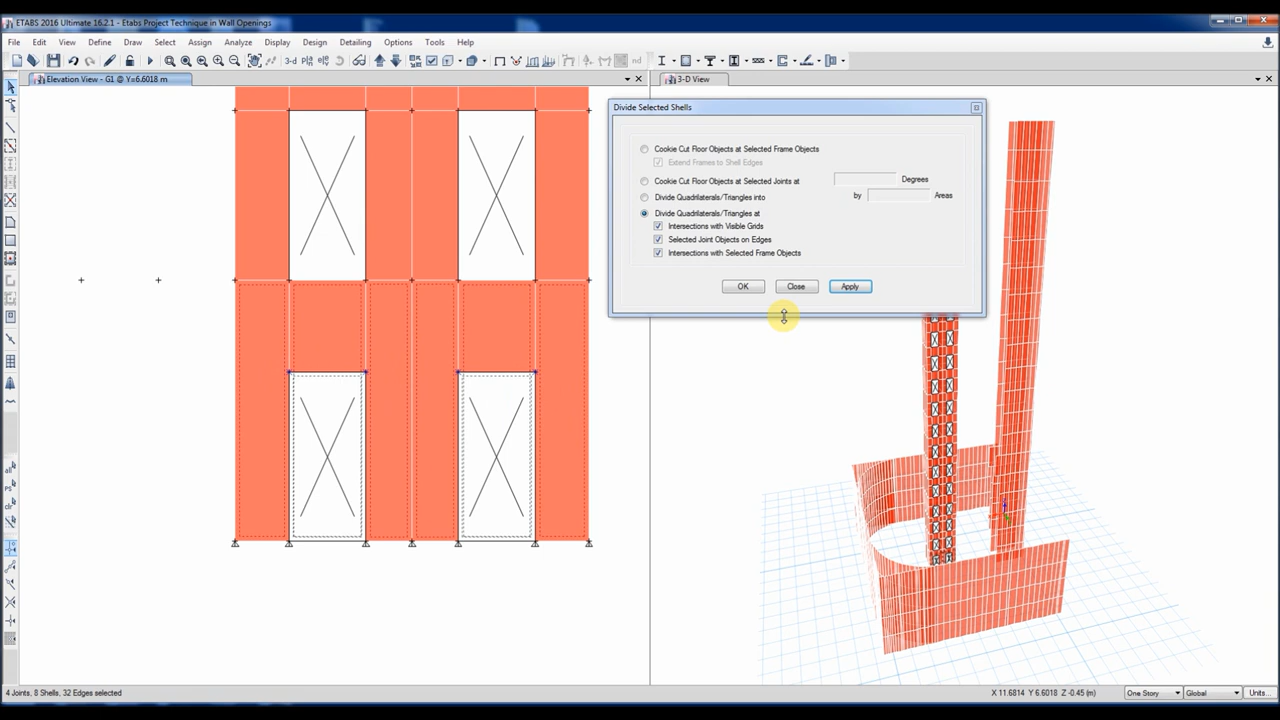 ETABS 2016 Ultimate 16.2.1 - Etabs Project Technique in Wall Openings
File Edit View Define Draw Select Assign Analyze Display Design Detailing Options Tools Help
3-d
nd
Elevation View - G1 @ Y=6.6018 m
3-D View
Divide Selected Shells
Cookie Cut Floor Objects at Selected Frame Objects
Extend Frames to Shell Edges
Cookie Cut Floor Objects at Selected Joints at Degrees
Divide Quadrilaterals/Triangles into by Areas
Divide Quadrilaterals/Triangles at
Intersections with Visible Grids
Selected Joint Objects on Edges
Intersections with Selected Frame Objects
OK Close Apply
all
ps
clr
4 Joints, 8 Shells, 32 Edges selected
X 11.6814 Y 6.6018 Z -0.45 (m)
One Story
Global
Units...